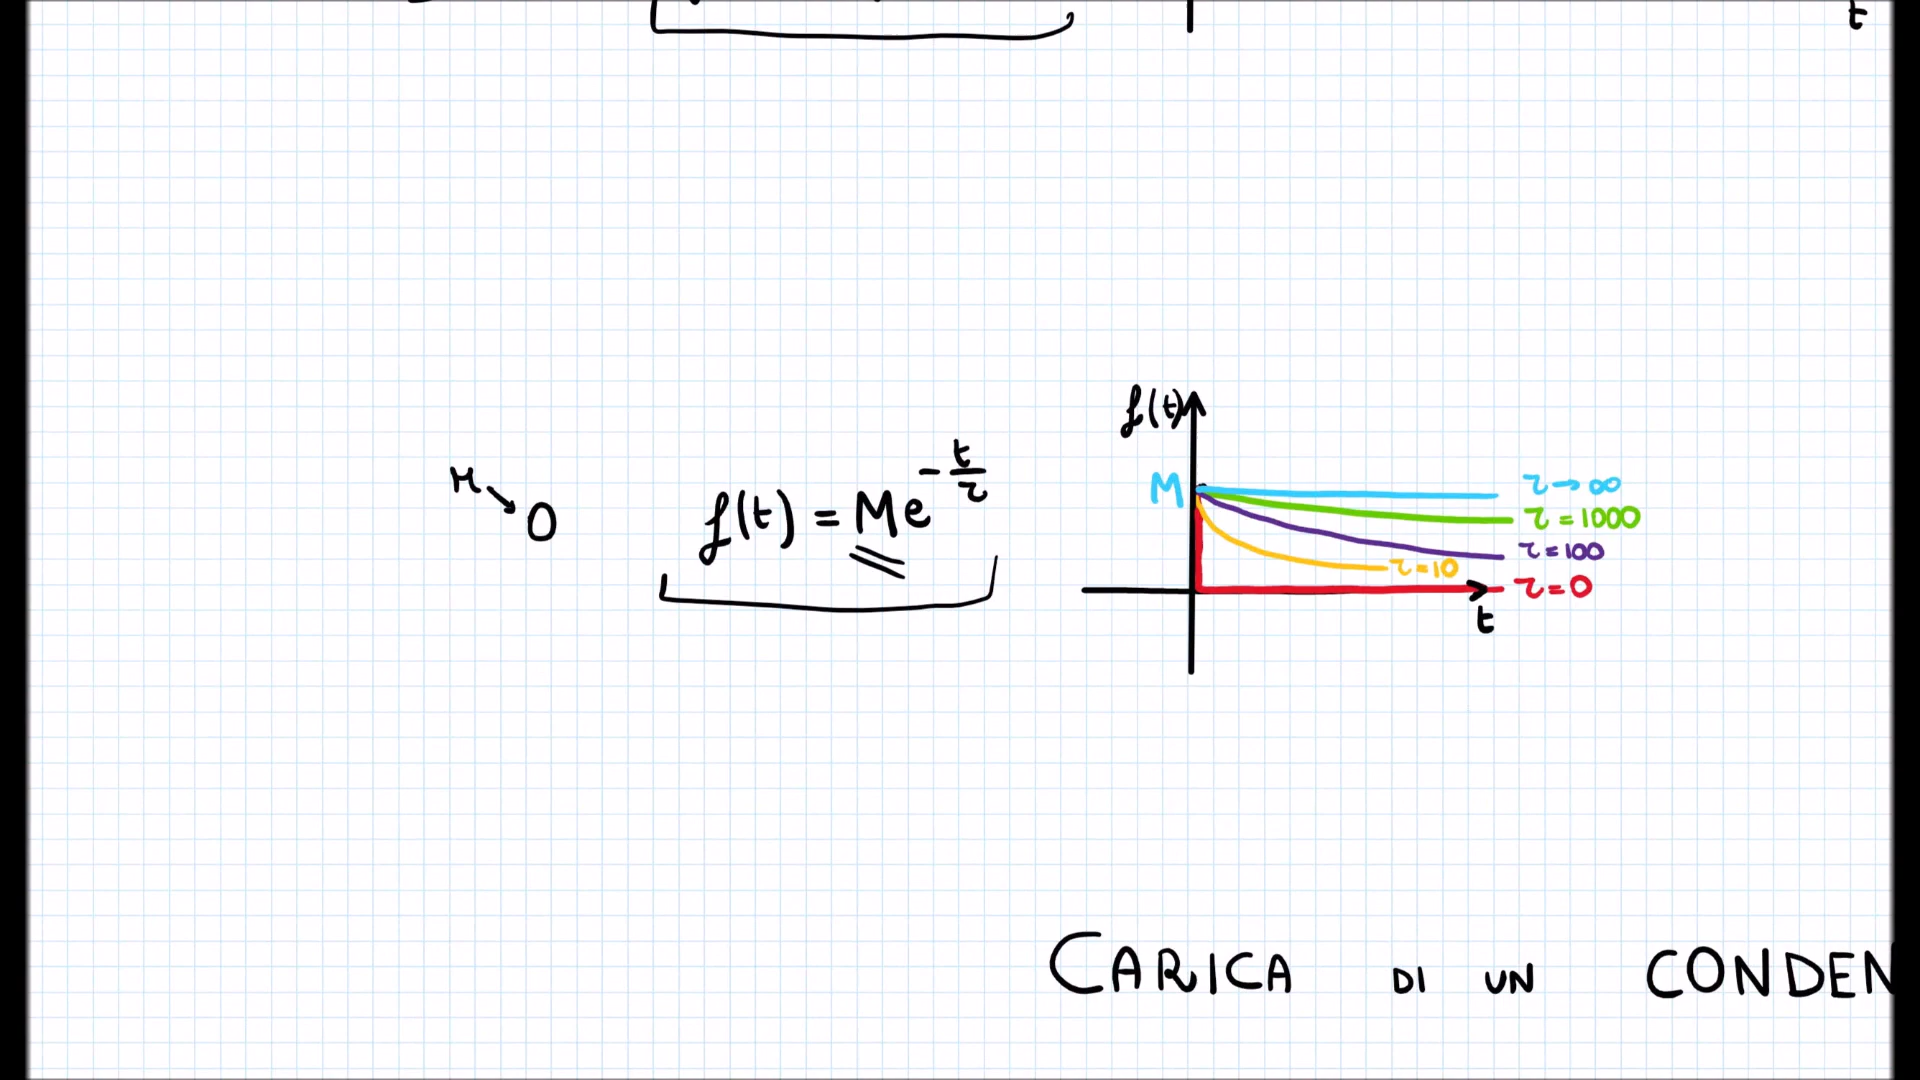 t
f(t)
M → 0
f(t) = Me^(-t/τ)
M
τ → ∞
τ = 1000
τ = 100
τ = 10
τ = 0
t
CARICA DI UN CONDEN